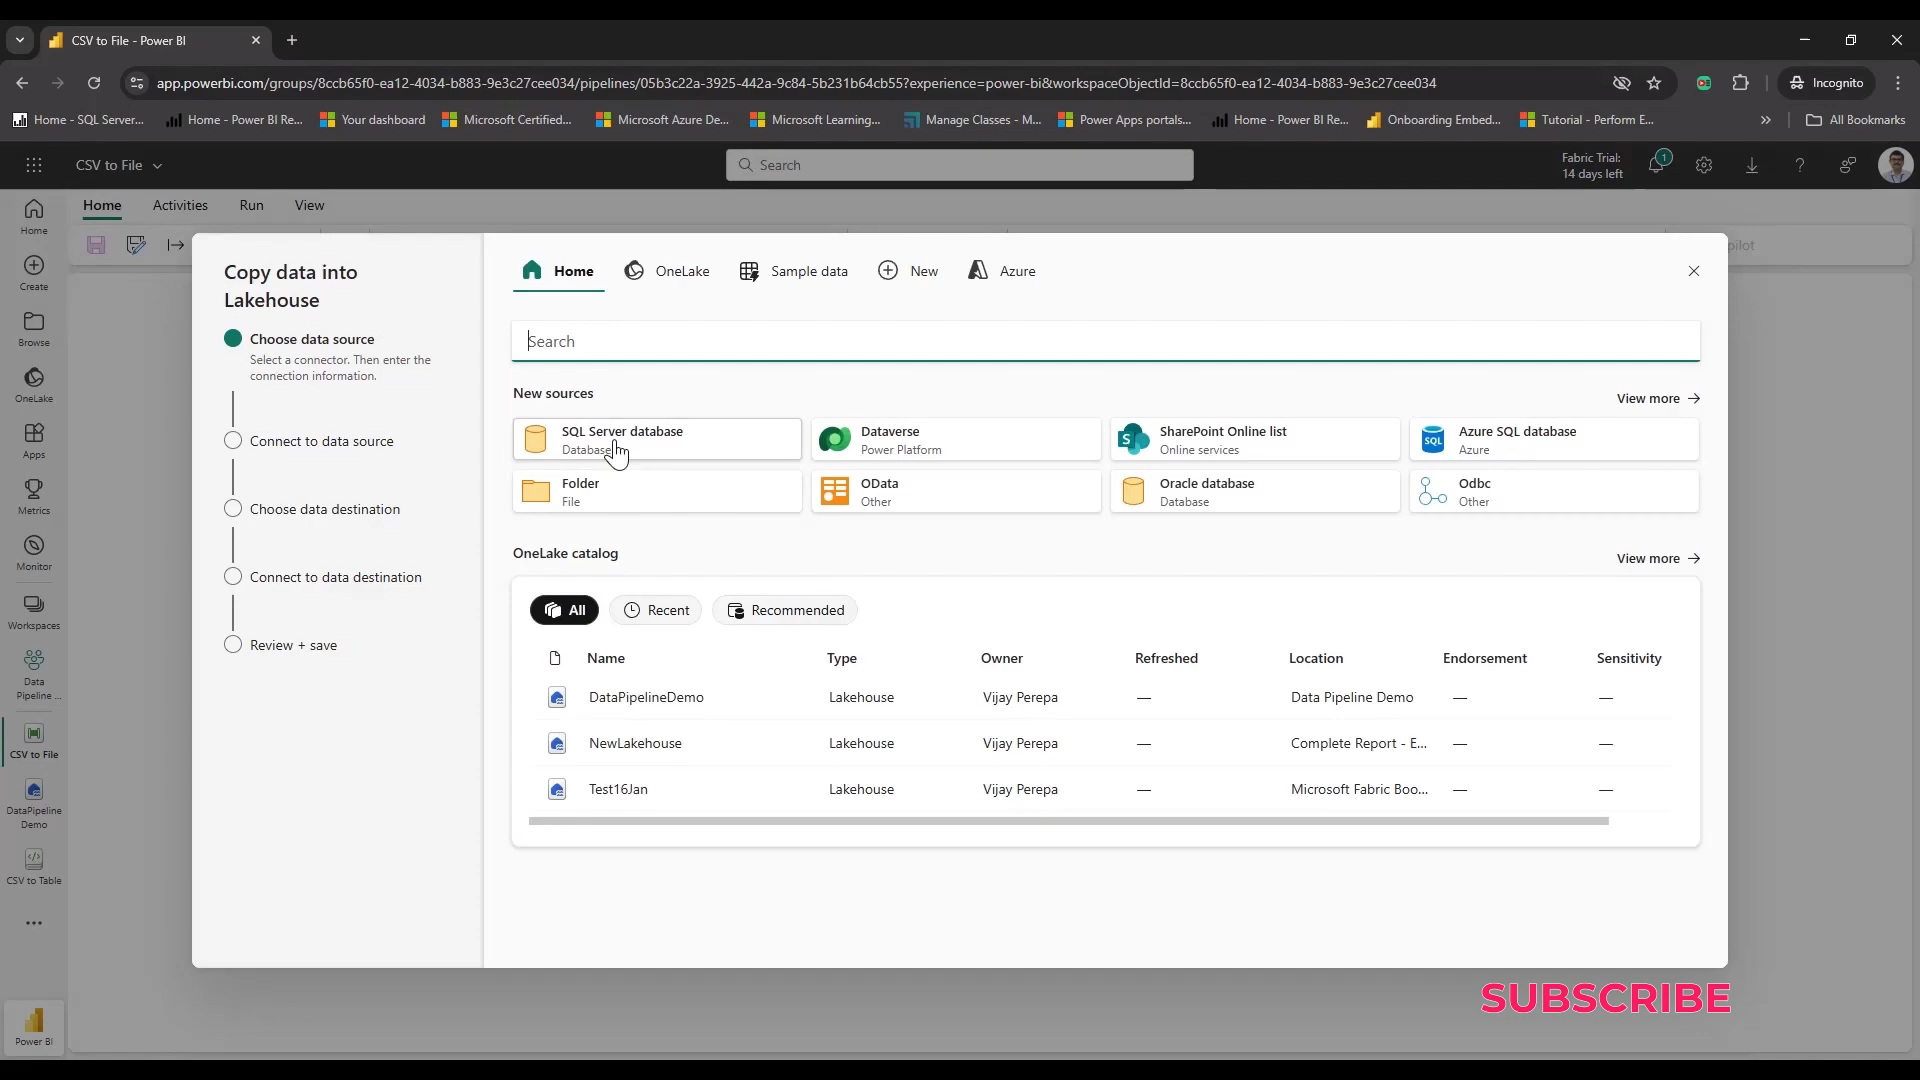 CSV to File - Power BI
app.powerbi.com/groups/8ccb65f0-ea12-4034-b883-9e3c27cee034/pipelines/05b3c22a-3925-442a-9c84-5b231b64cb55?experience=power-bi&workspaceObjectId=8ccb65f0-ea12-4034-b883-9e3c27cee034
Incognito
Home - SQL Server...
Home - Power BI Re...
Your dashboard
Microsoft Certified...
Microsoft Azure De...
Microsoft Learning...
Manage Classes - M...
Power Apps portals...
Home - Power BI Re...
Onboarding Embed...
Tutorial - Perform E...
All Bookmarks
CSV to File
Search
Fabric Trial:
14 days left
1
Home
Activities
Run
View
pilot
Home
Create
Browse
OneLake
Apps
Metrics
Monitor
Workspaces
Data
Pipeline ...
CSV to File
DataPipeline
Demo
CSV to Table
Power BI
Copy data into
Lakehouse
Choose data source
Select a connector. Then enter the
connection information.
Connect to data source
Choose data destination
Connect to data destination
Review + save
Home
OneLake
Sample data
New
Azure
Search
New sources
View more
SQL Server database
Database
Dataverse
Power Platform
SharePoint Online list
Online services
Azure SQL database
Azure
Folder
File
OData
Other
Oracle database
Database
Odbc
Other
OneLake catalog
View more
All
Recent
Recommended
Name Type Owner Refreshed Location Endorsement Sensitivity
DataPipelineDemo Lakehouse Vijay Perepa — Data Pipeline Demo — —
NewLakehouse Lakehouse Vijay Perepa — Complete Report - E... — —
Test16Jan Lakehouse Vijay Perepa — Microsoft Fabric Boo... — —
SUBSCRIBE